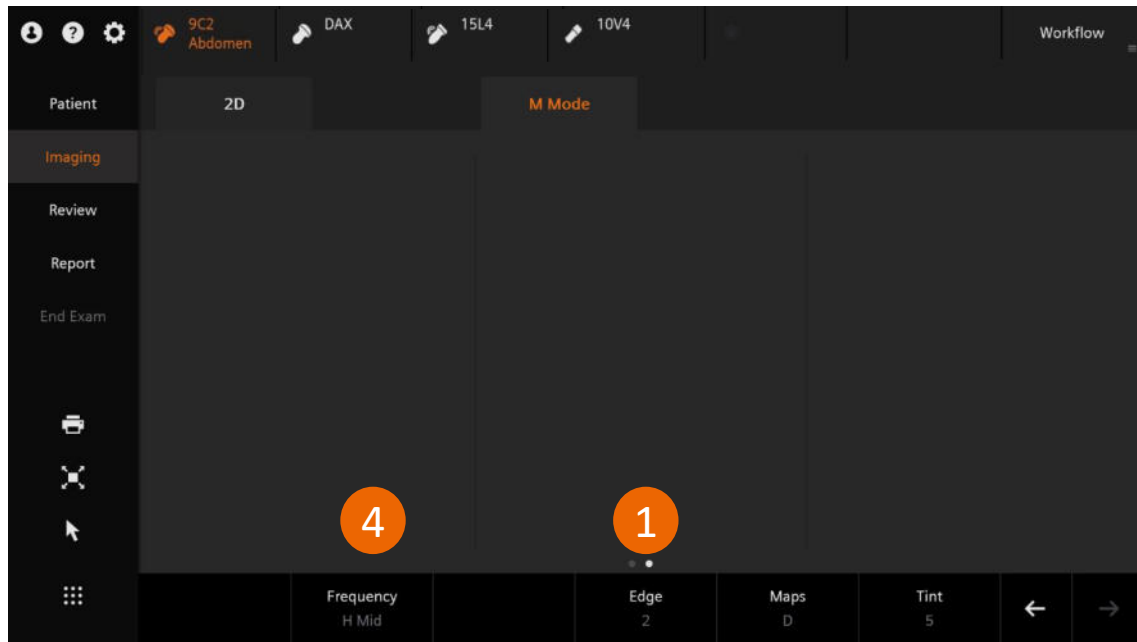 9C2
Abdomen
DAX
15L4
10V4
Workflow
Patient
2D
M Mode
Imaging
Review
Report
End Exam
4
1
Frequency
H Mid
Edge
2
Maps
D
Tint
5